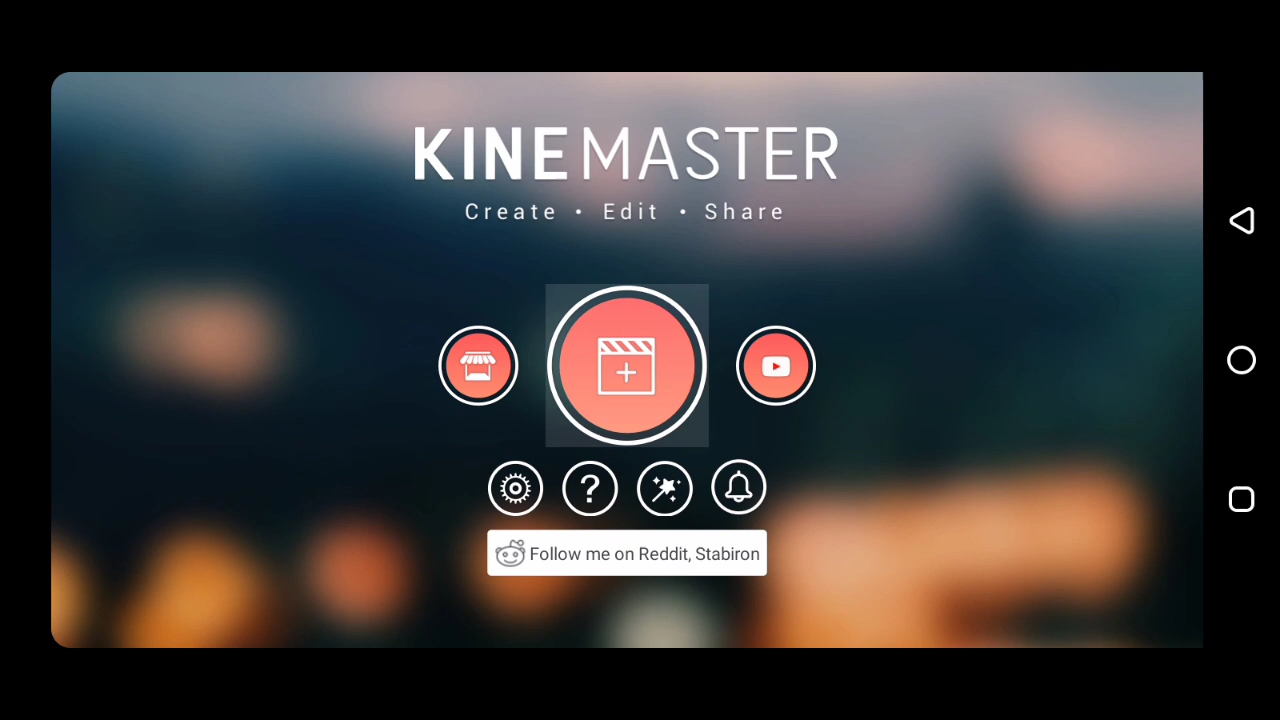 KINEMASTER
Create • Edit • Share
?
Follow me on Reddit, Stabiron